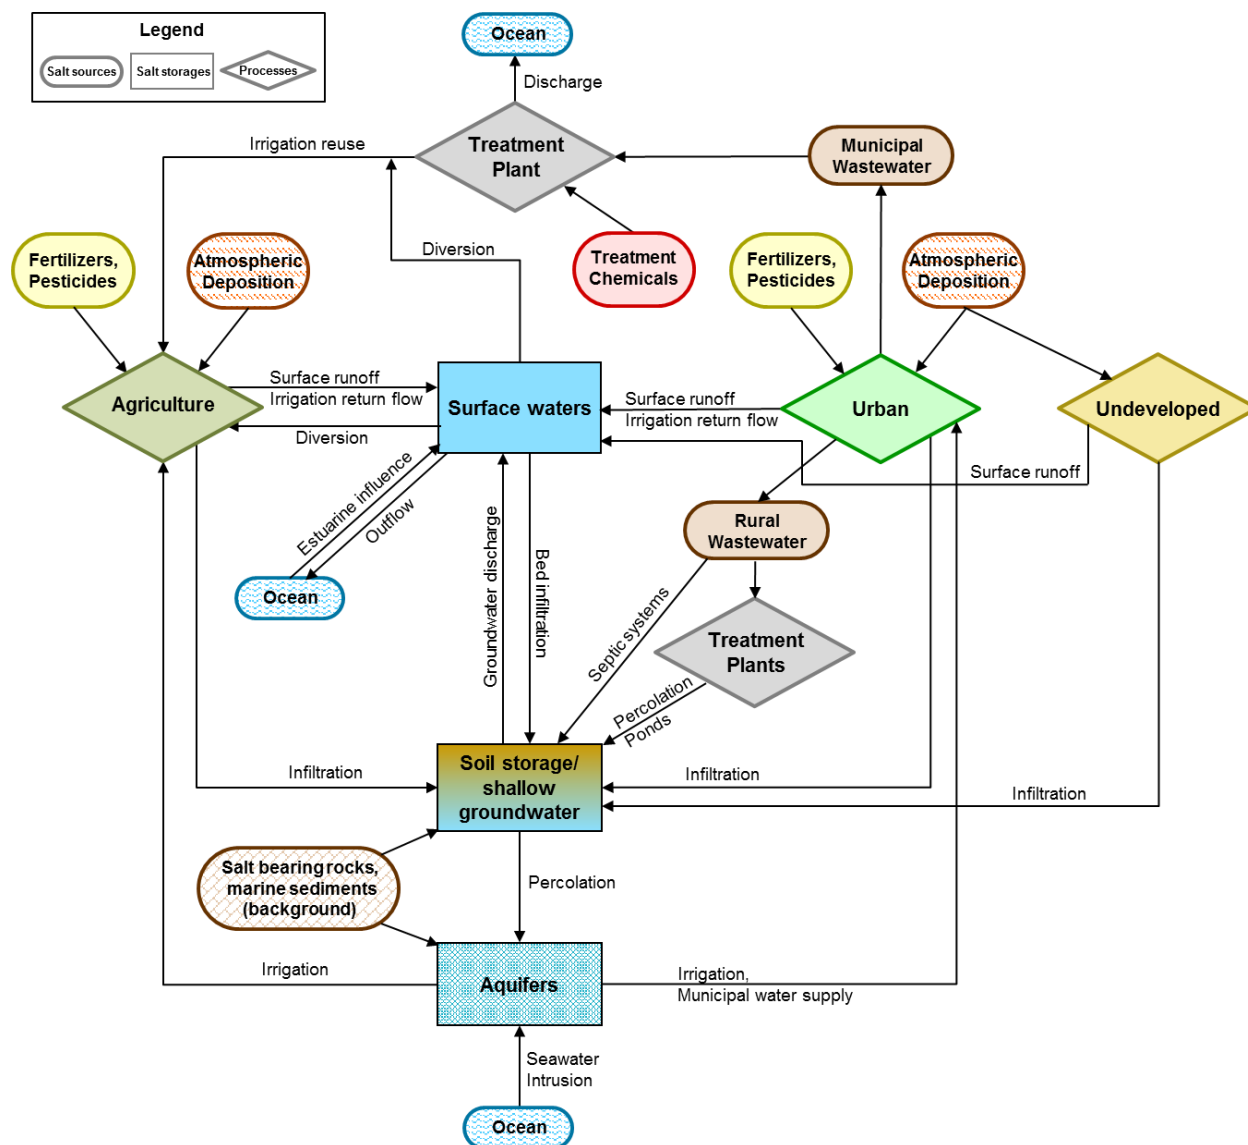 Legend
Salt sources
Salt storages
Processes
Ocean
Discharge
Irrigation reuse
Treatment
Plant
Municipal
Wastewater
Diversion
Treatment
Chemicals
Fertilizers,
Pesticides
Atmospheric
Deposition
Fertilizers,
Pesticides
Atmospheric
Deposition
Agriculture
Surface runoff
Irrigation return flow
Diversion
Surface waters
Surface runoff
Irrigation return flow
Urban
Undeveloped
Surface runoff
Estuarine influence
Outflow
Ocean
Groundwater discharge
Bed infiltration
Rural
Wastewater
Septic systems
Treatment
Plants
Percolation
Ponds
Infiltration
Soil storage/
shallow
groundwater
Infiltration
Infiltration
Salt bearing rocks,
marine sediments
(background)
Percolation
Irrigation
Aquifers
Irrigation,
Municipal water supply
Seawater
Intrusion
Ocean